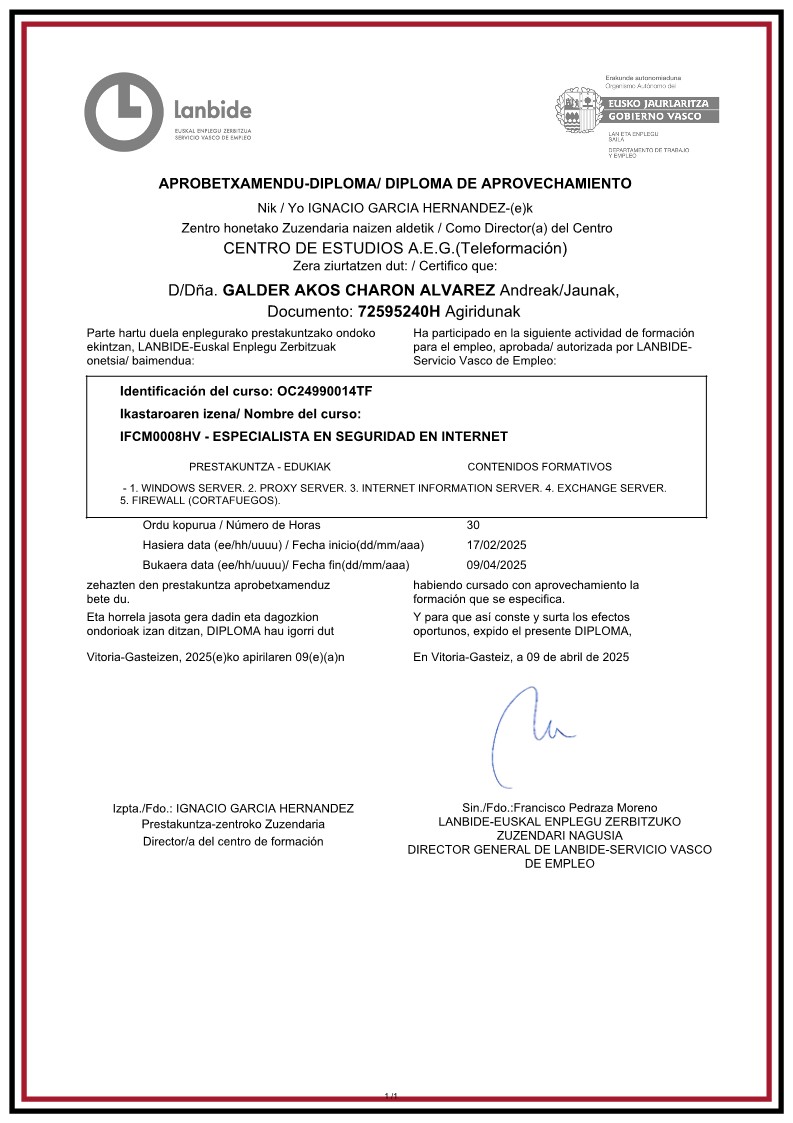 lanbide
EUSKAL ENPLEGU ZERBITZUA
SERVICIO VASCO DE EMPLEO
Erakunde autonomiaduna
Organismo Autónomo de
EUSKO JAURLARITZA
GOBIERNO VASCO
LAN ETA ENPLEGU
SAILA
DEPARTAMENTO DE TRABAJO
Y EMPLEO
APROBETXAMENDU-DIPLOMA/ DIPLOMA DE APROVECHAMIENTO
Nik / Yo IGNACIO GARCIA HERNANDEZ-(e)k
Zentro honetako Zuzendaria naizen aldetik / Como Director(a) del Centro
CENTRO DE ESTUDIOS A.E.G.(Teleformación)
Zera ziurtatzen dut: / Certifico que:
D/Dña. GALDER AKOS CHARON ALVAREZ Andreak/Jaunak,
Documento: 72595240H Agiridunak
Parte hartu duela enplegurako prestakuntzako ondoko
ekintzan, LANBIDE-Euskal Enplegu Zerbitzuak
onetsia/ baimendua:
Ha participado en la siguiente actividad de formación
para el empleo, aprobada/ autorizada por LANBIDE-
Servicio Vasco de Empleo:
Identificación del curso: OC24990014TF
Ikastaroaren izena/ Nombre del curso:
IFCM0008HV - ESPECIALISTA EN SEGURIDAD EN INTERNET
PRESTAKUNTZA - EDUKIAK CONTENIDOS FORMATIVOS
- 1. WINDOWS SERVER. 2. PROXY SERVER. 3. INTERNET INFORMATION SERVER. 4. EXCHANGE SERVER.
5. FIREWALL (CORTAFUEGOS).
Ordu kopurua / Número de Horas 30
Hasiera data (ee/hh/uuuu) / Fecha inicio(dd/mm/aaa) 17/02/2025
Bukaera data (ee/hh/uuuu)/ Fecha fin(dd/mm/aaa) 09/04/2025
zehazten den prestakuntza aprobetxamenduz
bete du.
habiendo cursado con aprovechamiento la
formación que se especifica.
Eta horrela jasota gera dadin eta dagozkion
ondorioak izan ditzan, DIPLOMA hau igorri dut
Y para que así conste y surta los efectos
oportunos, expido el presente DIPLOMA,
Vitoria-Gasteizen, 2025(e)ko apirilaren 09(e)(a)n
En Vitoria-Gasteiz, a 09 de abril de 2025
Izpta./Fdo.: IGNACIO GARCIA HERNANDEZ
Prestakuntza-zentroko Zuzendaria
Director/a del centro de formación
Sin./Fdo.:Francisco Pedraza Moreno
LANBIDE-EUSKAL ENPLEGU ZERBITZUKO
ZUZENDARI NAGUSIA
DIRECTOR GENERAL DE LANBIDE-SERVICIO VASCO
DE EMPLEO
1 /1